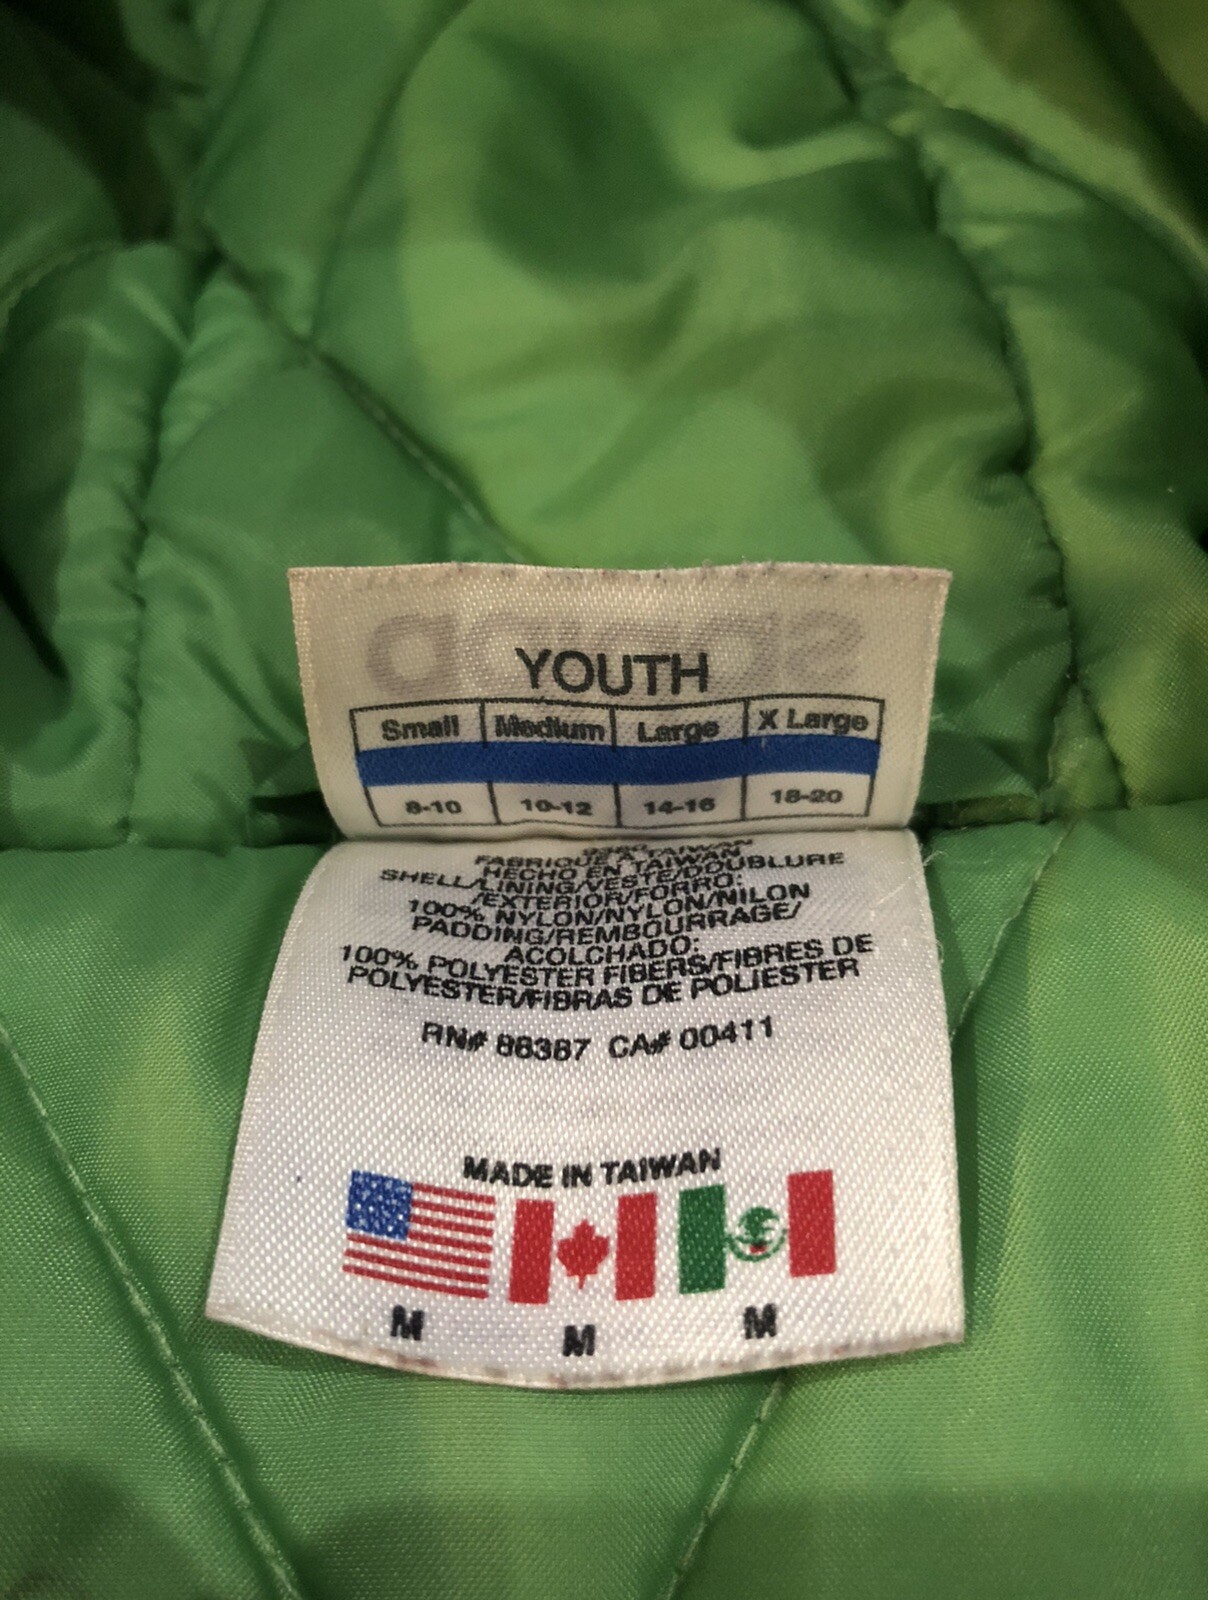 YOUTH
Small Medium Large X Large
8-10 10-12 14-16 18-20
FABRIQUE A TAIWAN
HECHO EN TAIWAN
SHELL/LINING/VESTE/DOUBLURE
/EXTERIOR/FORRO:
100% NYLON/NYLON/NILON
PADDING/REMBOURRAGE/
ACOLCHADO:
100% POLYESTER FIBERS/FIBRES DE
POLYESTER/FIBRAS DE POLIESTER
RN# 88387 CA# 00411
MADE IN TAIWAN
M M M